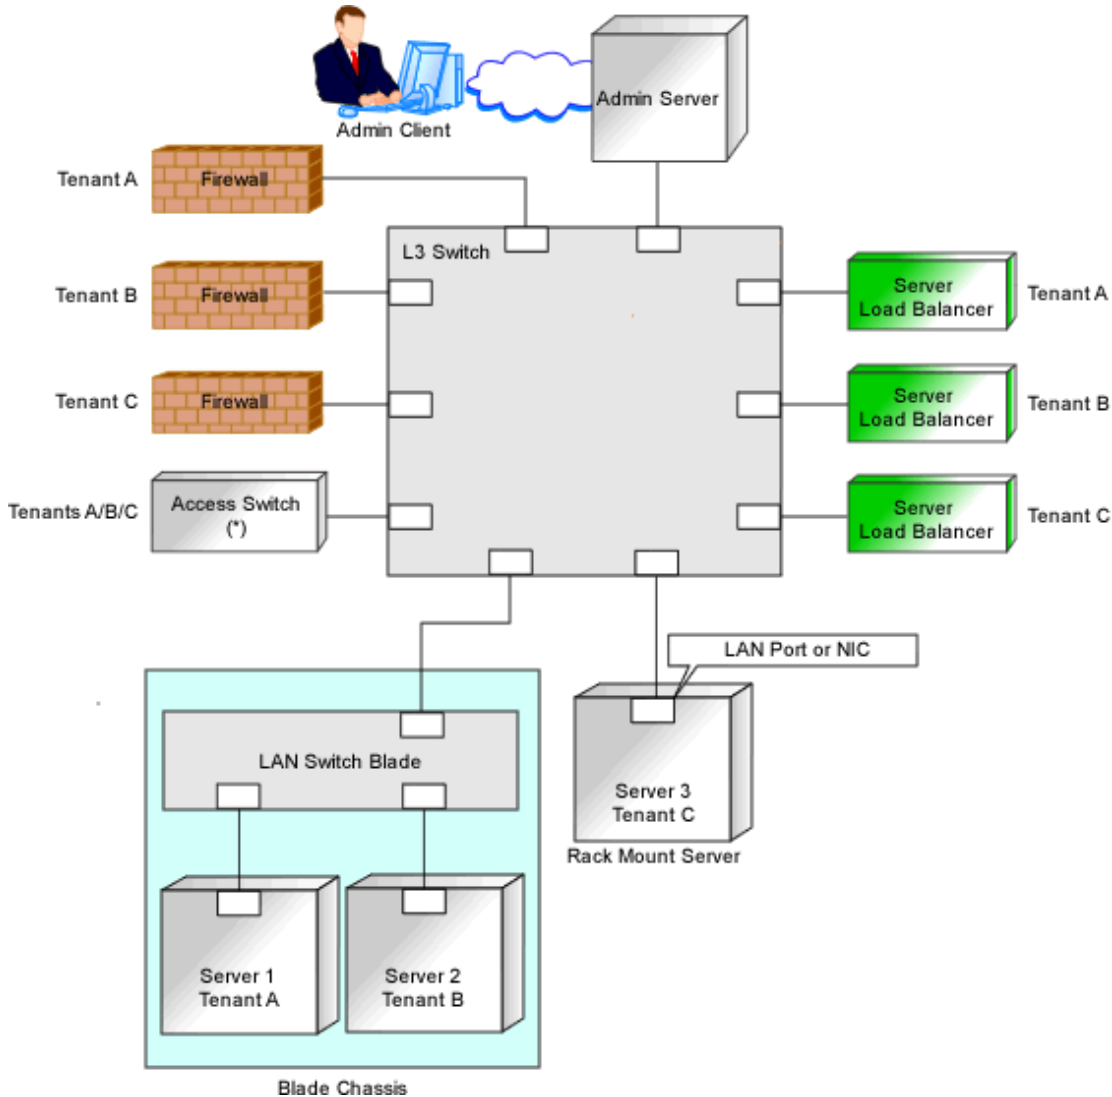 Admin Server
Admin Client
Tenant A
Firewall
L3 Switch
Tenant B
Firewall
Server
Load Balancer
Tenant A
Tenant C
Firewall
Server
Load Balancer
Tenant B
Tenants A/B/C
Access Switch
(*)
Server
Load Balancer
Tenant C
LAN Port or NIC
LAN Switch Blade
Server 3
Tenant C
Rack Mount Server
Server 1
Tenant A
Server 2
Tenant B
Blade Chassis